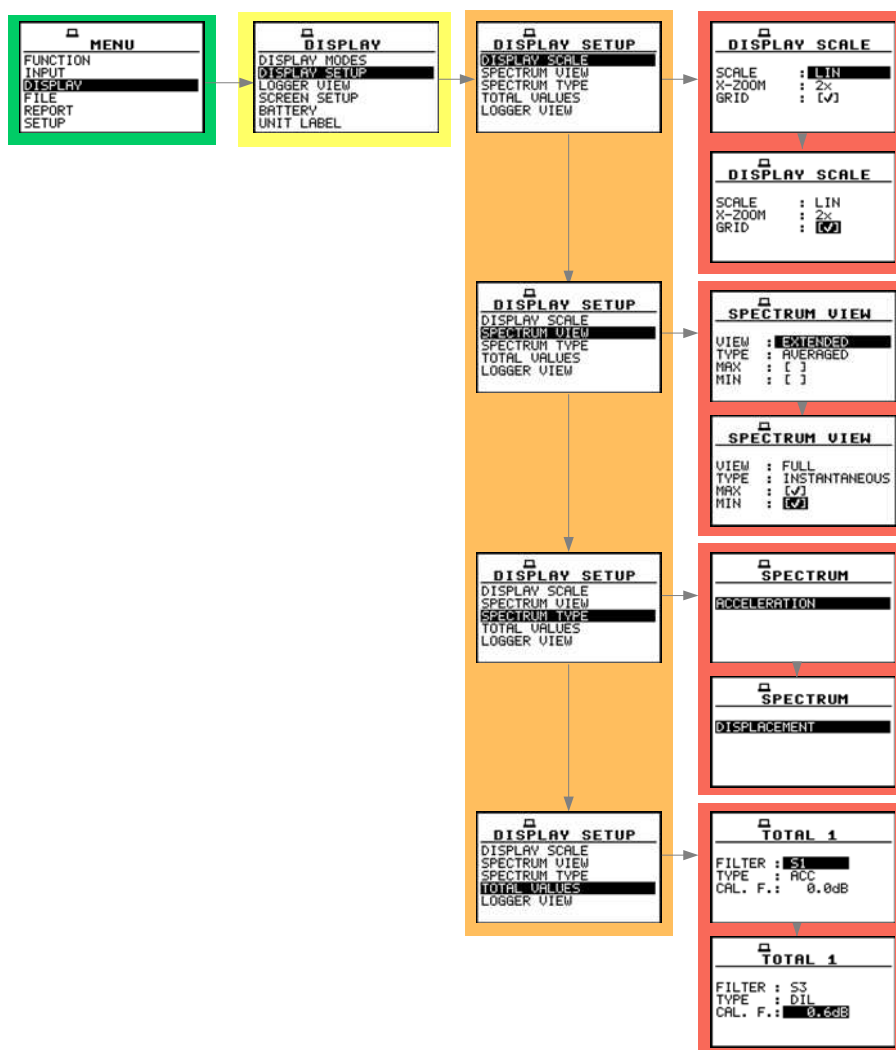 MENU
FUNCTION
INPUT
DISPLAY
FILE
REPORT
SETUP
DISPLAY
DISPLAY MODES
DISPLAY SETUP
LOGGER VIEW
SCREEN SETUP
BATTERY
UNIT LABEL
DISPLAY SETUP
DISPLAY SCALE
SPECTRUM VIEW
SPECTRUM TYPE
TOTAL VALUES
LOGGER VIEW
DISPLAY SCALE
SCALE : LIN
X-ZOOM : 2x
GRID : [✓]
DISPLAY SCALE
SCALE : LIN
X-ZOOM : 2x
GRID : [✓]
DISPLAY SETUP
DISPLAY SCALE
SPECTRUM VIEW
SPECTRUM TYPE
TOTAL VALUES
LOGGER VIEW
SPECTRUM VIEW
VIEW : EXTENDED
TYPE : AVERAGED
MAX : [ ]
MIN : [ ]
SPECTRUM VIEW
VIEW : FULL
TYPE : INSTANTANEOUS
MAX : [✓]
MIN : [✓]
DISPLAY SETUP
DISPLAY SCALE
SPECTRUM VIEW
SPECTRUM TYPE
TOTAL VALUES
LOGGER VIEW
SPECTRUM
ACCELERATION
SPECTRUM
DISPLACEMENT
DISPLAY SETUP
DISPLAY SCALE
SPECTRUM VIEW
SPECTRUM TYPE
TOTAL VALUES
LOGGER VIEW
TOTAL 1
FILTER : S1
TYPE : ACC
CAL. F.: 0.0dB
TOTAL 1
FILTER : S3
TYPE : DIL
CAL. F.: 0.6dB